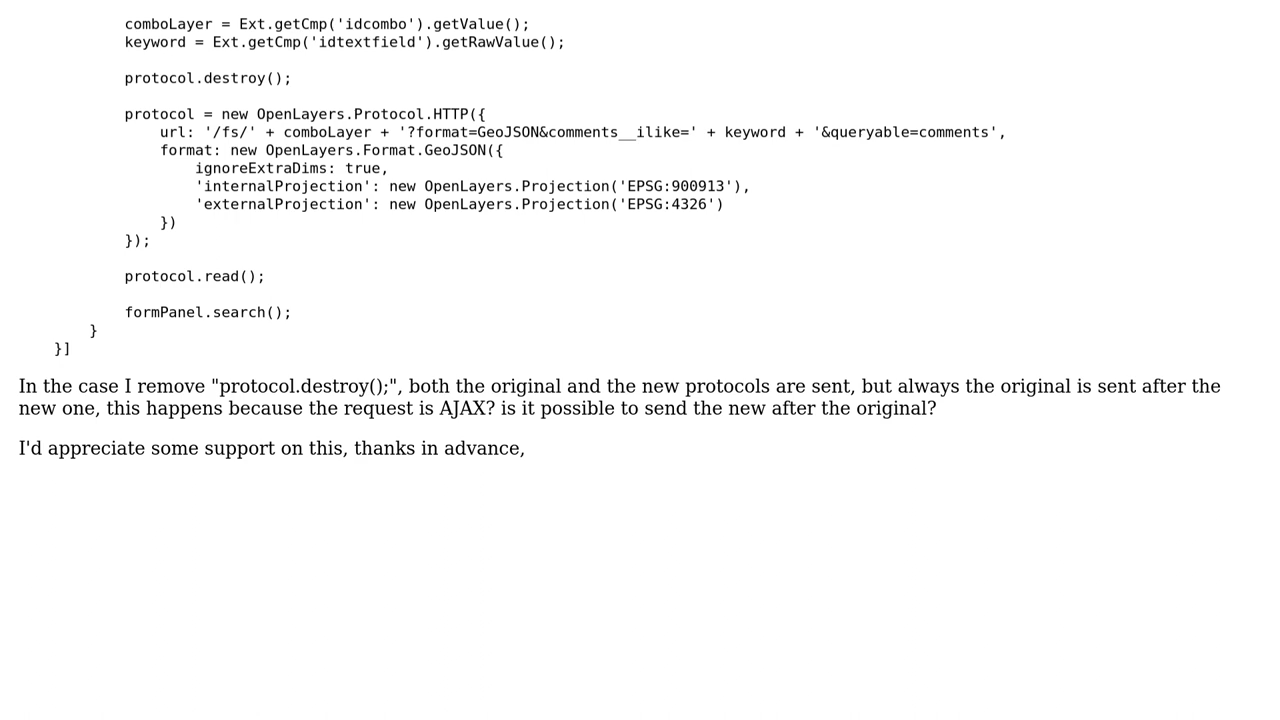 comboLayer = Ext.getCmp('idcombo').getValue();
keyword = Ext.getCmp('idtextfield').getRawValue();
protocol.destroy();
protocol = new OpenLayers.Protocol.HTTP({
url: '/fs/' + comboLayer + '?format=GeoJSON&comments__ilike=' + keyword + '&queryable=comments',
format: new OpenLayers.Format.GeoJSON({
ignoreExtraDims: true,
'internalProjection': new OpenLayers.Projection('EPSG:900913'),
'externalProjection': new OpenLayers.Projection('EPSG:4326')
})
});
protocol.read();
formPanel.search();
}
}]
In the case I remove "protocol.destroy();", both the original and the new protocols are sent, but always the original is sent after the
new one, this happens because the request is AJAX? is it possible to send the new after the original?
I'd appreciate some support on this, thanks in advance,